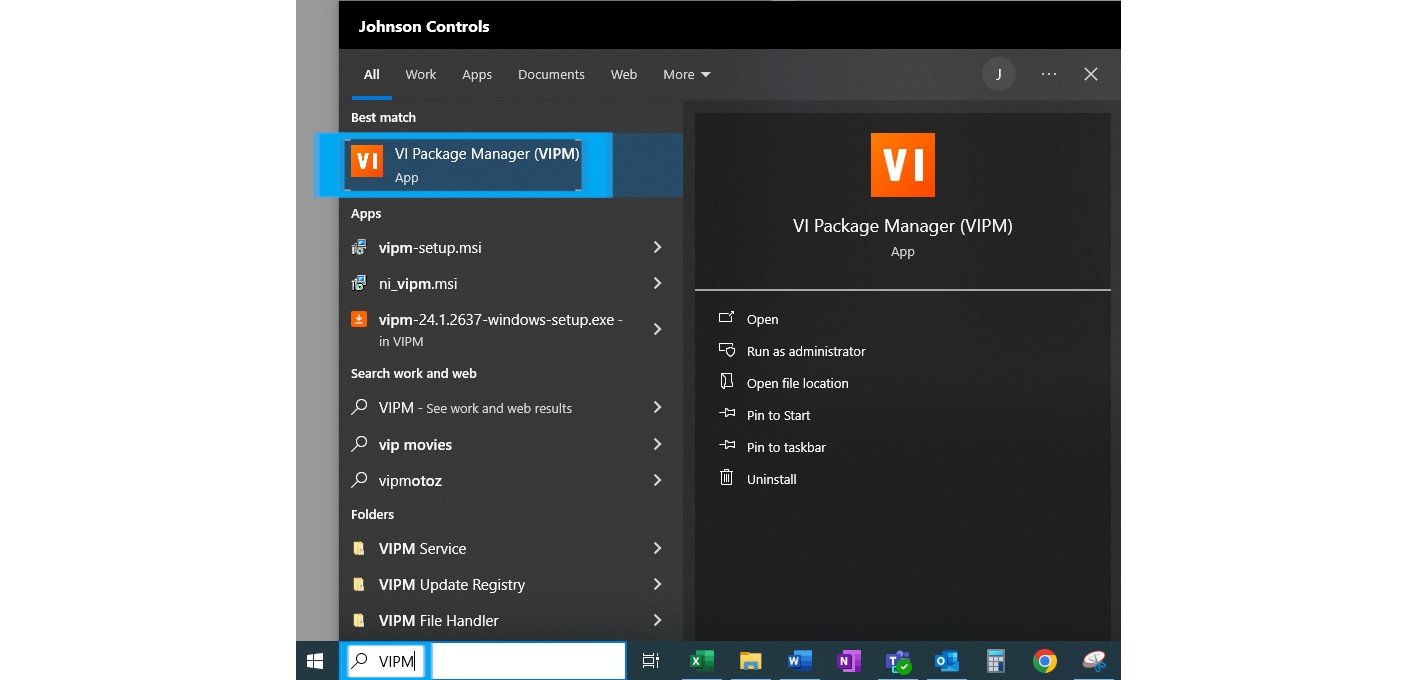 Johnson Controls
All Work Apps Documents Web More J ...
Best match
VI VI Package Manager (VIPM)
App
Apps
vipm-setup.msi
ni_vipm.msi
vipm-24.1.2637-windows-setup.exe -
in VIPM
Search work and web
VIPM - See work and web results
vip movies
vipmotoz
Folders
VIPM Service
VIPM Update Registry
VIPM File Handler
VI
VI Package Manager (VIPM)
App
Open
Run as administrator
Open file location
Pin to Start
Pin to taskbar
Uninstall
VIPM